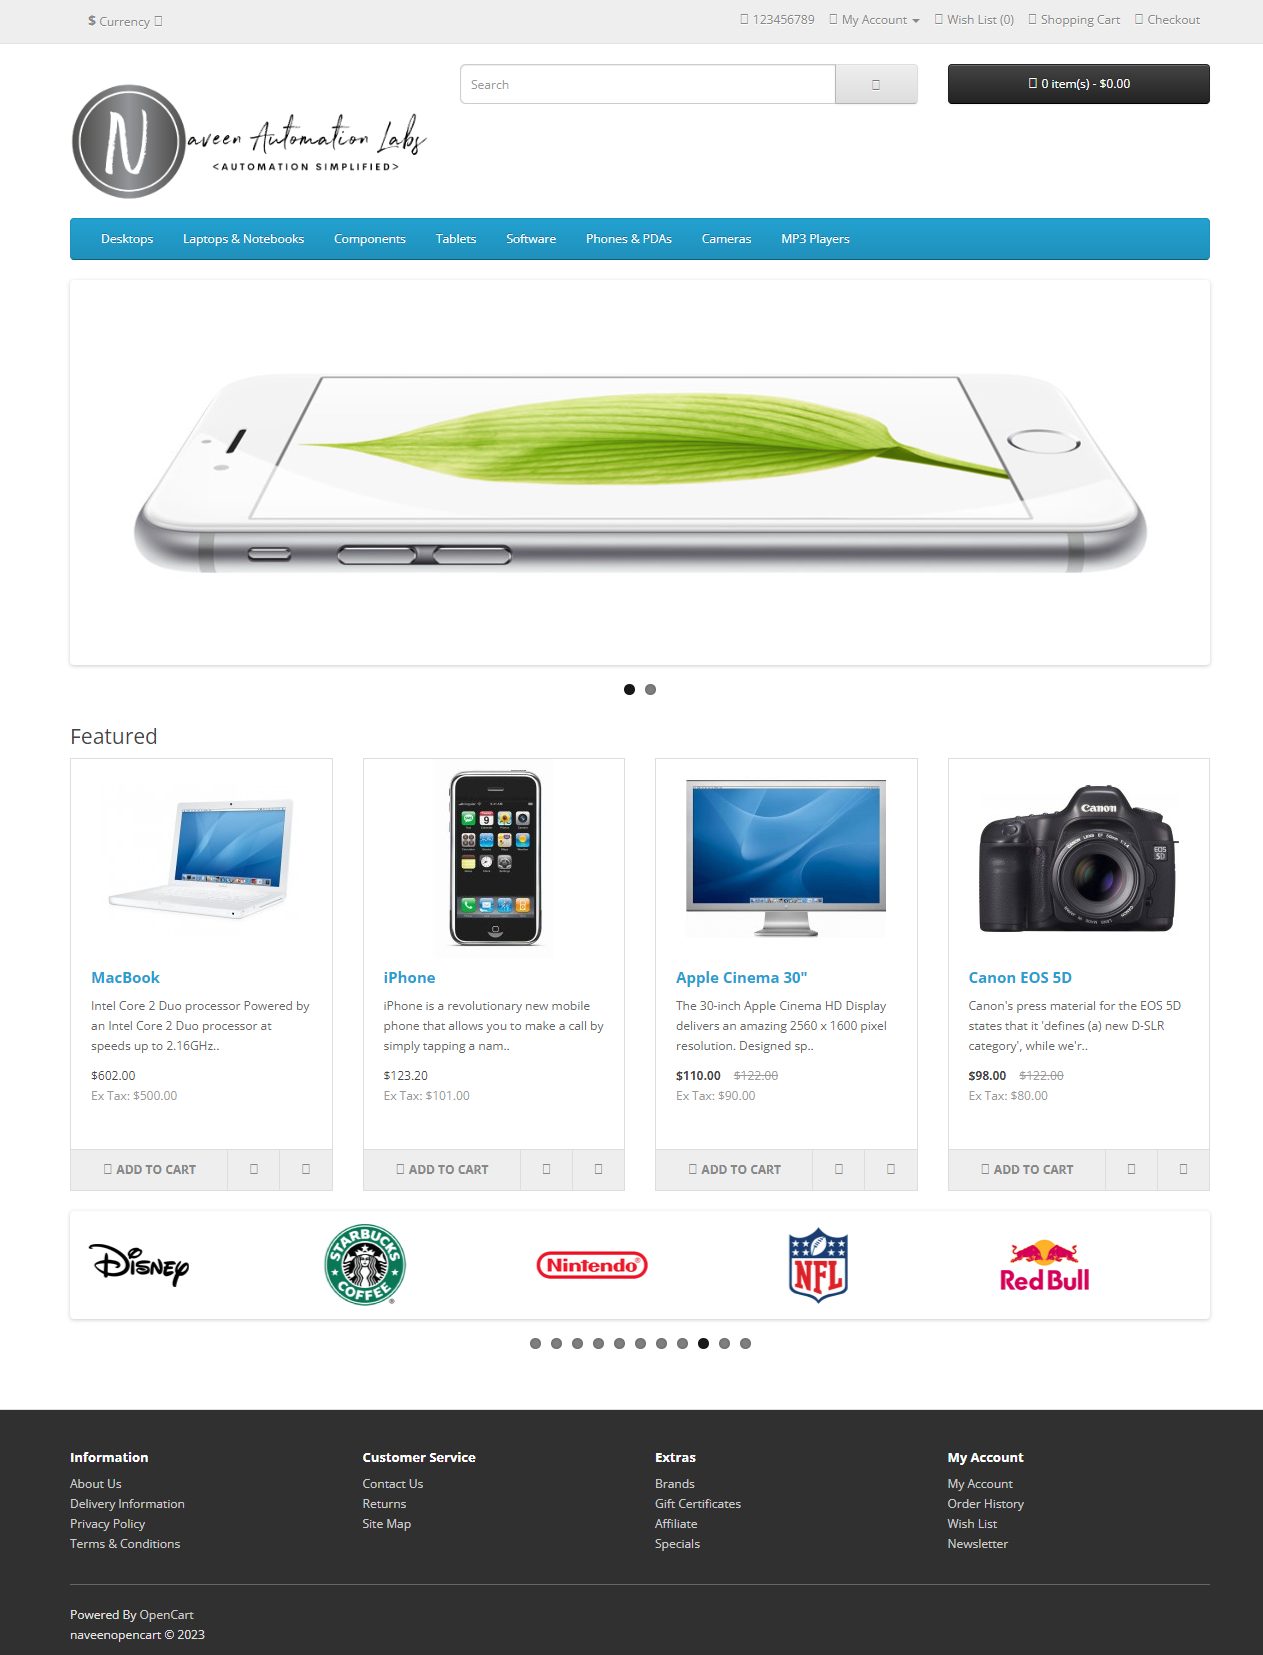 $ Currency
123456789 My Account Wish List (0) Shopping Cart Checkout
Search
0 item(s) - $0.00
N
aveen Automation Labs
<AUTOMATION SIMPLIFIED>
Desktops Laptops & Notebooks Components Tablets Software Phones & PDAs Cameras MP3 Players
Featured
Canon
EOS
5D
MacBook
Intel Core 2 Duo processor Powered by
an Intel Core 2 Duo processor at
speeds up to 2.16GHz..
$602.00
Ex Tax: $500.00
ADD TO CART
iPhone
iPhone is a revolutionary new mobile
phone that allows you to make a call by
simply tapping a nam..
$123.20
Ex Tax: $101.00
ADD TO CART
Apple Cinema 30"
The 30-inch Apple Cinema HD Display
delivers an amazing 2560 x 1600 pixel
resolution. Designed sp..
$110.00 $122.00
Ex Tax: $90.00
ADD TO CART
Canon EOS 5D
Canon's press material for the EOS 5D
states that it 'defines (a) new D-SLR
category', while we'r..
$98.00 $122.00
Ex Tax: $80.00
ADD TO CART
Disney
STARBUCKS
COFFEE
Nintendo
NFL
Red Bull
Information
About Us
Delivery Information
Privacy Policy
Terms & Conditions
Customer Service
Contact Us
Returns
Site Map
Extras
Brands
Gift Certificates
Affiliate
Specials
My Account
My Account
Order History
Wish List
Newsletter
Powered By OpenCart
naveenopencart © 2023